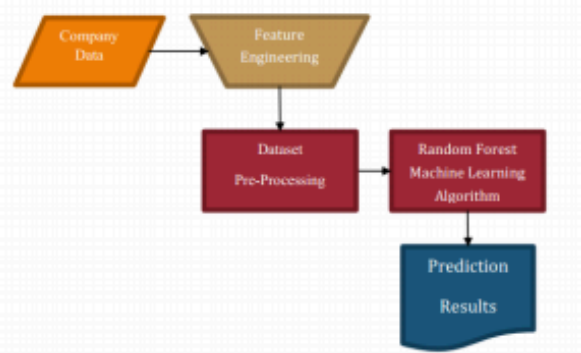 Company
Data
Feature
Engineering
Dataset
Pre-Processing
Random Forest
Machine Learning
Algorithm
Prediction
Results